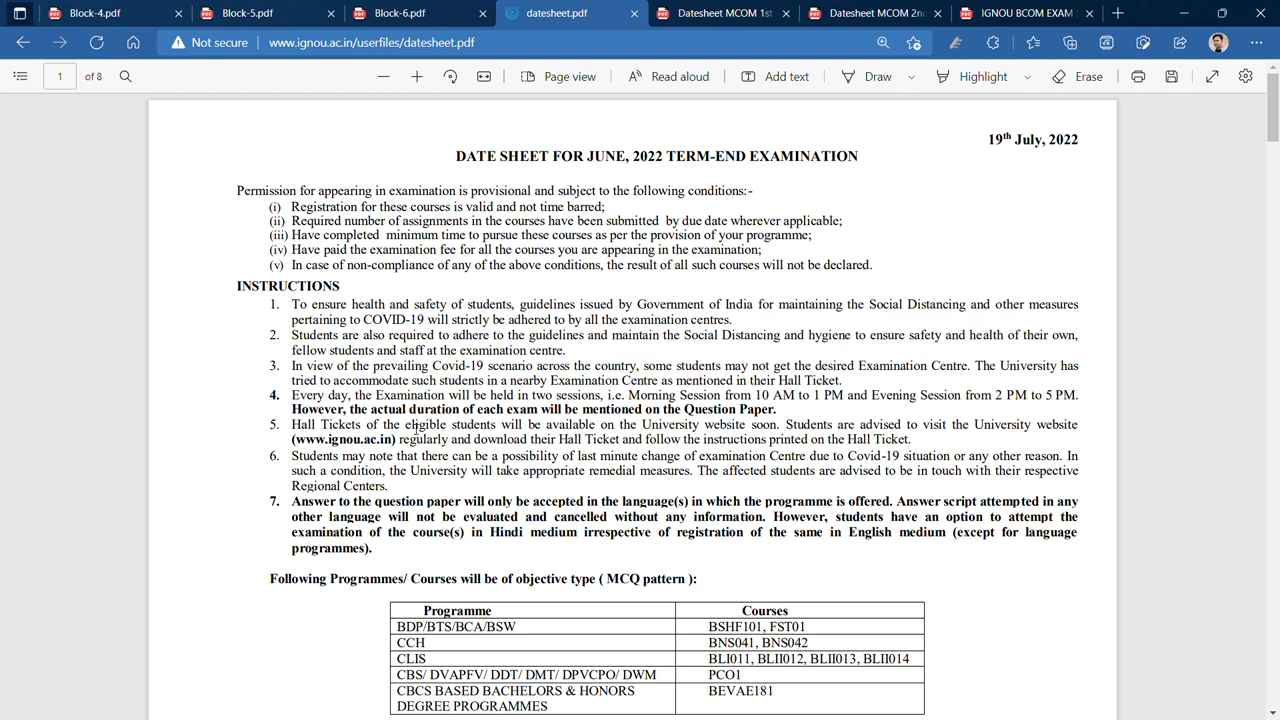 Block-4.pdf
Block-5.pdf
Block-6.pdf
datesheet.pdf
Datesheet MCOM 1st
Datesheet MCOM 2n
IGNOU BCOM EXAM
Not secure www.ignou.ac.in/userfiles/datesheet.pdf
1 of 8
Page view
Read aloud
Add text
Draw
Highlight
Erase
19th July, 2022
DATE SHEET FOR JUNE, 2022 TERM-END EXAMINATION
Permission for appearing in examination is provisional and subject to the following conditions:-
(i) Registration for these courses is valid and not time barred;
(ii) Required number of assignments in the courses have been submitted by due date wherever applicable;
(iii) Have completed minimum time to pursue these courses as per the provision of your programme;
(iv) Have paid the examination fee for all the courses you are appearing in the examination;
(v) In case of non-compliance of any of the above conditions, the result of all such courses will not be declared.
INSTRUCTIONS
1. To ensure health and safety of students, guidelines issued by Government of India for maintaining the Social Distancing and other measures
pertaining to COVID-19 will strictly be adhered to by all the examination centres.
2. Students are also required to adhere to the guidelines and maintain the Social Distancing and hygiene to ensure safety and health of their own,
fellow students and staff at the examination centre.
3. In view of the prevailing Covid-19 scenario across the country, some students may not get the desired Examination Centre. The University has
tried to accommodate such students in a nearby Examination Centre as mentioned in their Hall Ticket.
4. Every day, the Examination will be held in two sessions, i.e. Morning Session from 10 AM to 1 PM and Evening Session from 2 PM to 5 PM.
However, the actual duration of each exam will be mentioned on the Question Paper.
5. Hall Tickets of the eligible students will be available on the University website soon. Students are advised to visit the University website
(www.ignou.ac.in) regularly and download their Hall Ticket and follow the instructions printed on the Hall Ticket.
6. Students may note that there can be a possibility of last minute change of examination Centre due to Covid-19 situation or any other reason. In
such a condition, the University will take appropriate remedial measures. The affected students are advised to be in touch with their respective
Regional Centers.
7. Answer to the question paper will only be accepted in the language(s) in which the programme is offered. Answer script attempted in any
other language will not be evaluated and cancelled without any information. However, students have an option to attempt the
examination of the course(s) in Hindi medium irrespective of registration of the same in English medium (except for language
programmes).
Following Programmes/ Courses will be of objective type ( MCQ pattern ):
Programme Courses
BDP/BTS/BCA/BSW BSHF101, FST01
CCH BNS041, BNS042
CLIS BLI011, BLII012, BLII013, BLII014
CBS/ DVAPFV/ DDT/ DMT/ DPVCPO/ DWM PCO1
CBCS BASED BACHELORS & HONORS BEVAE181
DEGREE PROGRAMMES